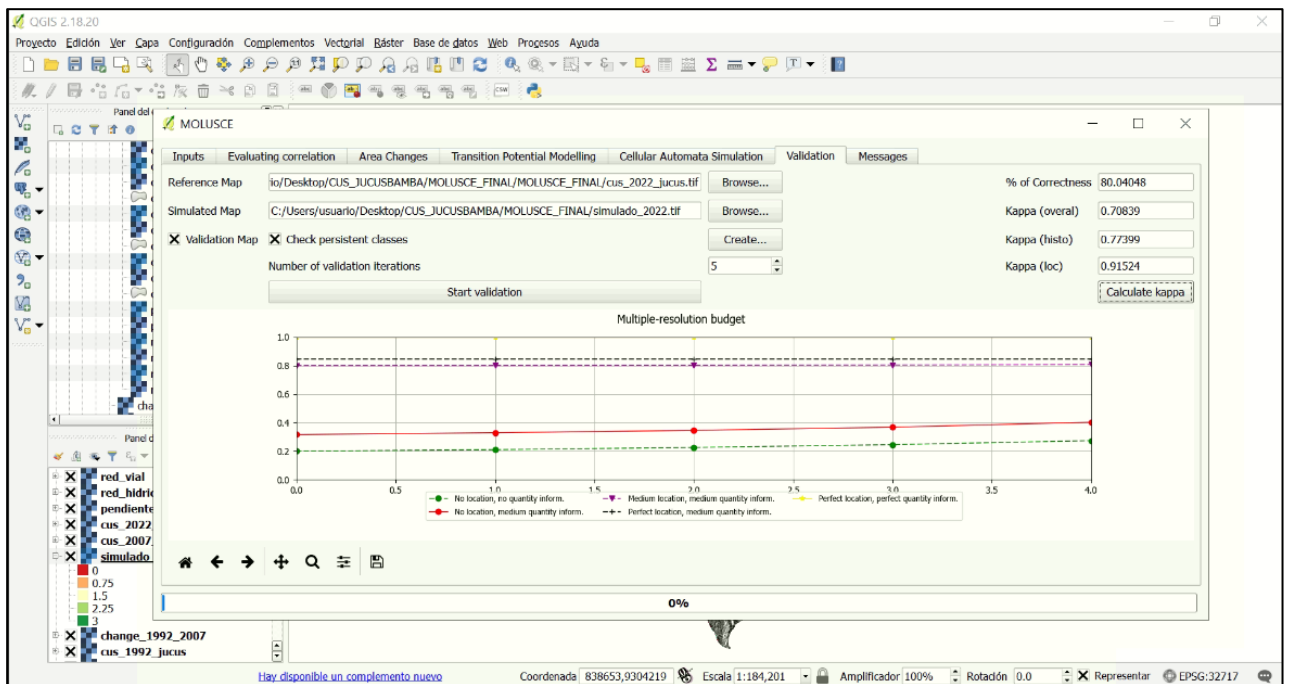 QGIS 2.18.20
Proyecto Edición Ver Capa Configuración Complementos Vectorial Ráster Base de datos Web Procesos Ayuda
Panel del
MOLUSCE
Inputs Evaluating correlation Area Changes Transition Potential Modelling Cellular Automata Simulation Validation Messages
Reference Map io/Desktop/CUS_JUCUSBAMBA/MOLUSCE_FINAL/MOLUSCE_FINAL/cus_2022_jucus.tif Browse... % of Correctness 80.04048
Simulated Map C:/Users/usuario/Desktop/CUS_JUCUSBAMBA/MOLUSCE_FINAL/simulado_2022.tif Browse... Kappa (overal) 0.70839
Validation Map Check persistent classes Create... Kappa (histo) 0.77399
Number of validation iterations 5 Kappa (loc) 0.91524
Start validation Calculate kappa
Multiple-resolution budget
1.0
0.8
0.6
0.4
0.2
0.0
0.0 0.5 1.0 1.5 2.0 2.5 3.0 3.5 4.0
No location, no quantity inform. Medium location, medium quantity inform. Perfect location, perfect quantity inform.
No location, medium quantity inform. Perfect location, medium quantity inform.
0%
cha
Panel d
red_vial
red_hidri
pendiente
cus_2022
cus_2007
simulado
0
0.75
1.5
2.25
3
change_1992_2007
cus_1992_jucus
Hay disponible un complemento nuevo Coordenada 838653,9304219 Escala 1:184,201 Amplificador 100% Rotación 0.0 Representar EPSG:32717